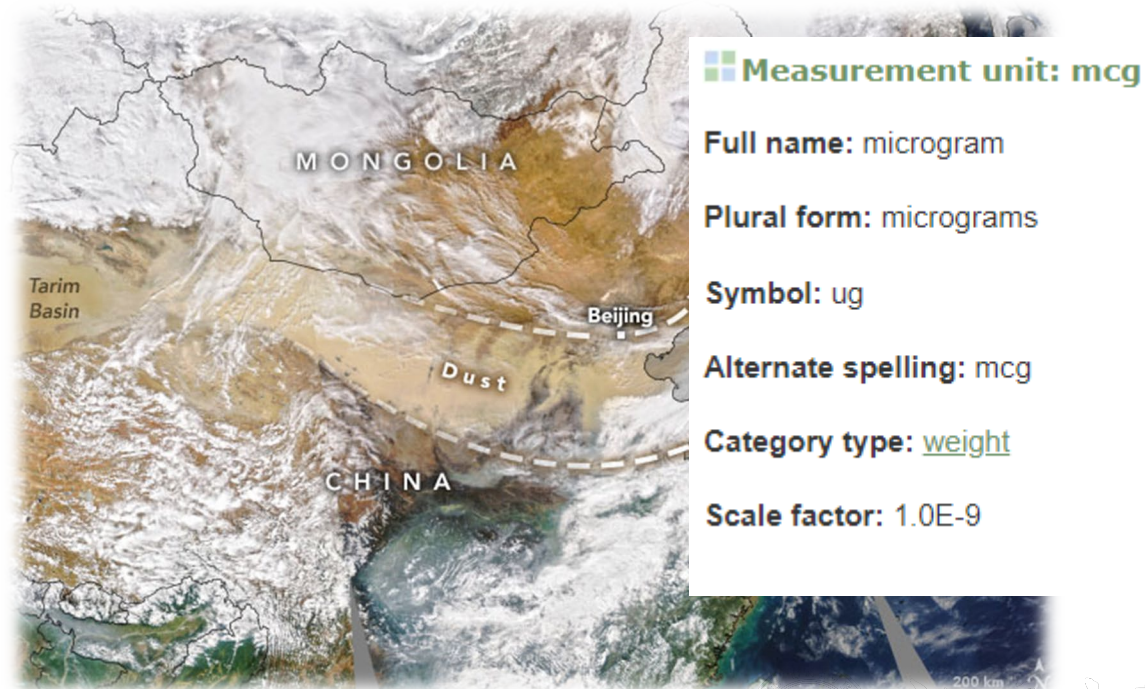 MONGOLIA
Tarim
Basin
Beijing
Dust
CHINA
200 km
N
Measurement unit: mcg
Full name: microgram
Plural form: micrograms
Symbol: ug
Alternate spelling: mcg
Category type: weight
Scale factor: 1.0E-9